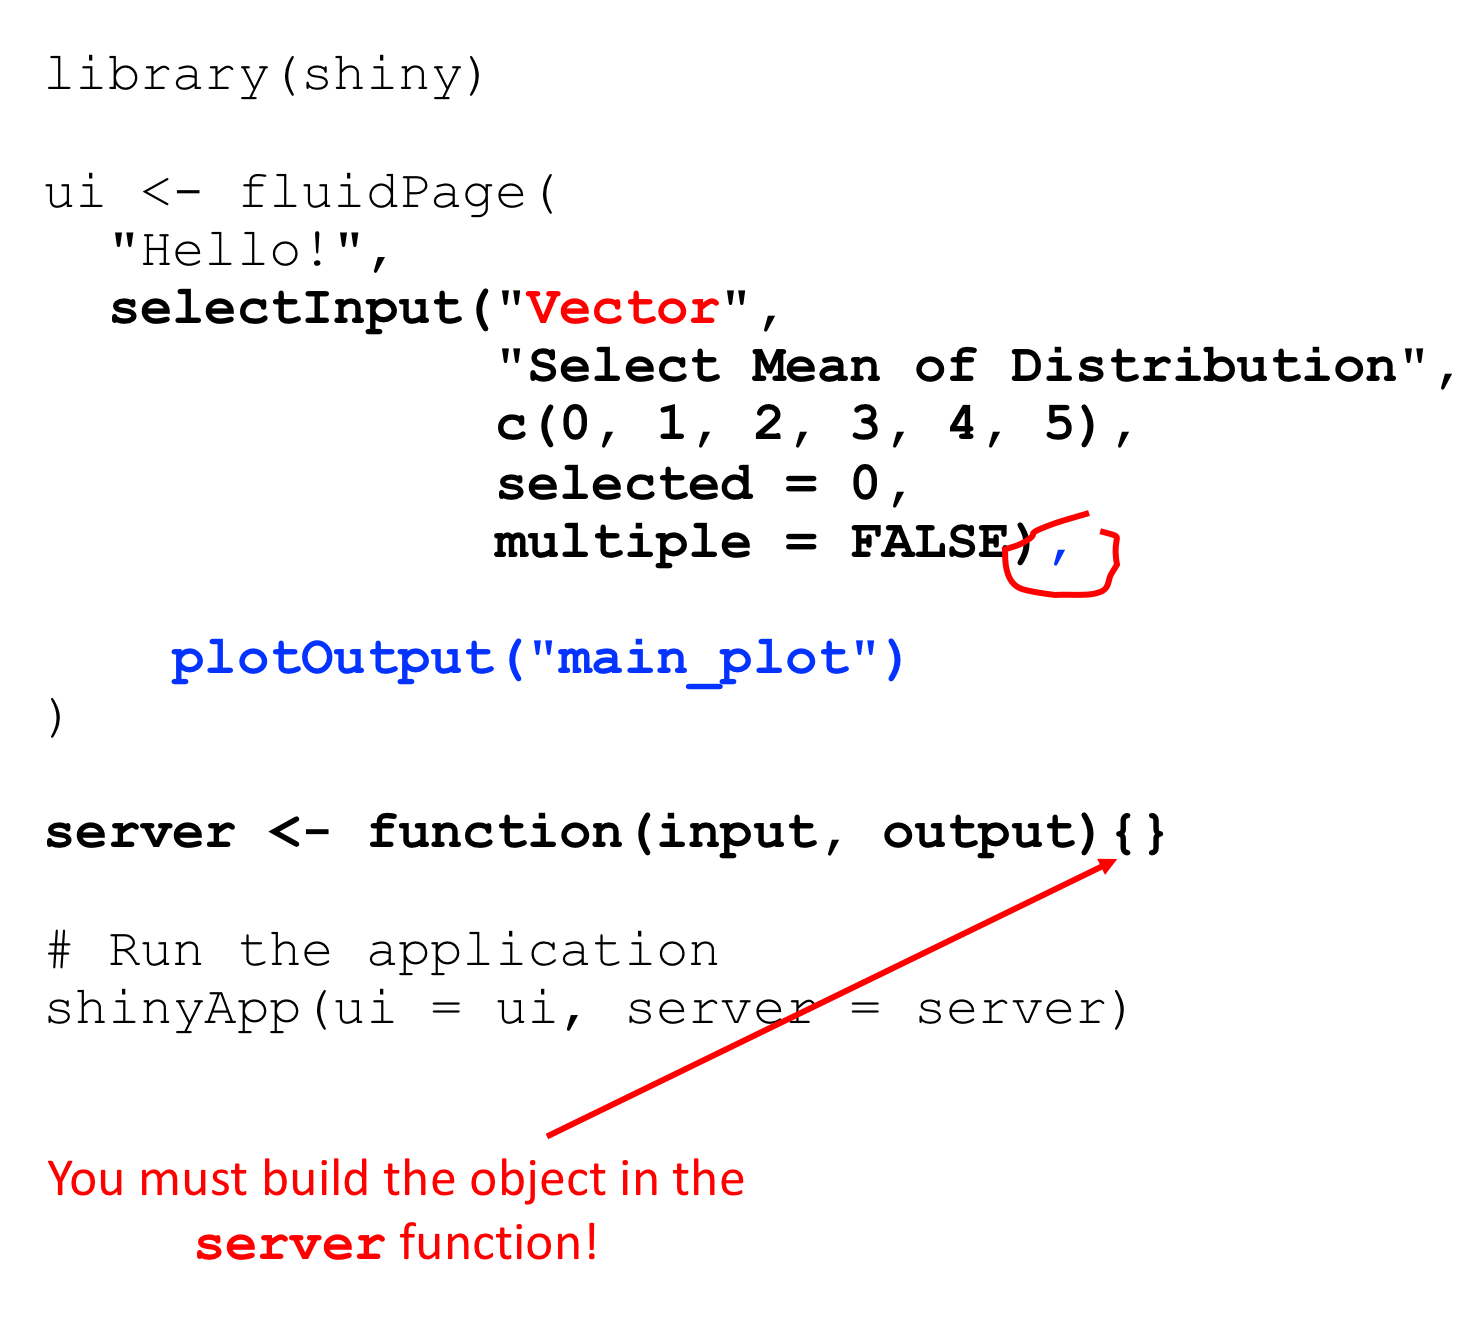 library(shiny)
ui <- fluidPage(
"Hello!",
selectInput("Vector",
"Select Mean of Distribution",
c(0, 1, 2, 3, 4, 5),
selected = 0,
multiple = FALSE),
plotOutput("main_plot")
)
server <- function(input, output){}
# Run the application
shinyApp(ui = ui, server = server)
You must build the object in the
server function!